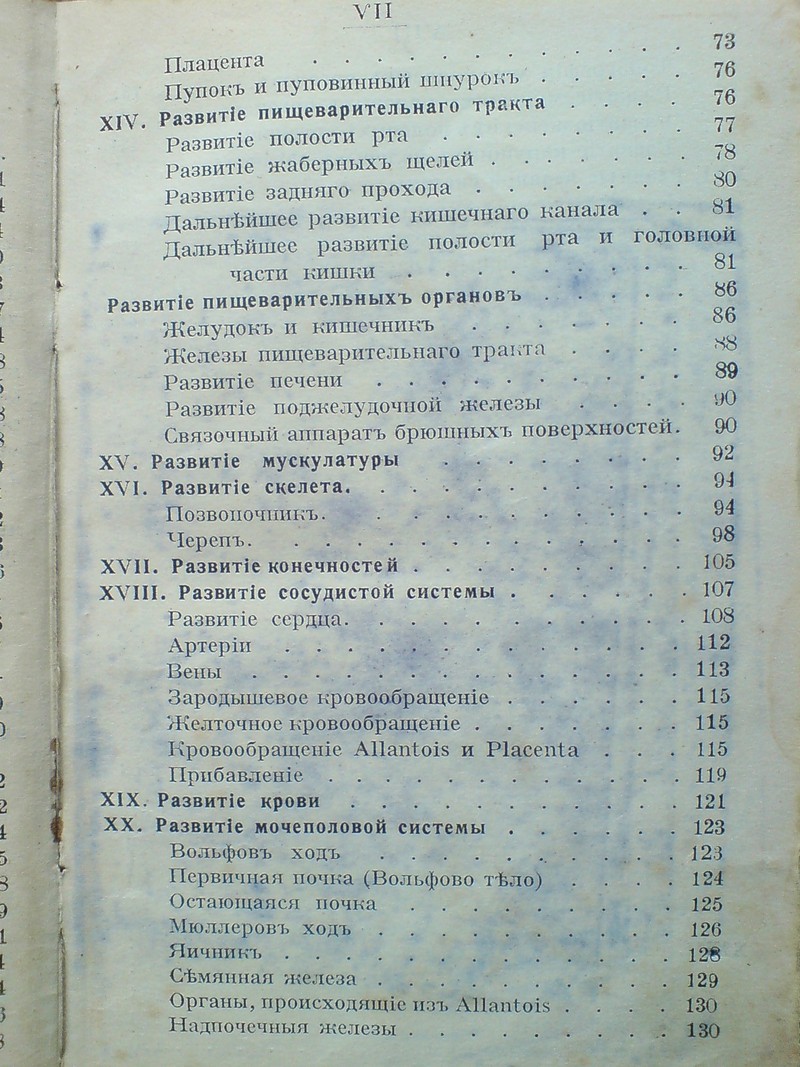 VII
Плацента . . . . . . . . . . 73
Пупокъ и пуповинный шнурокъ . . . . . 76
XIV. Развитіе пищеварительнаго тракта . . . . 76
Развитіе полости рта . . . . . . . . 77
Развитіе жаберныхъ щелей . . . . . . . 78
Развитіе задняго прохода . . . . . . . 80
Дальнѣйшее развитіе кишечнаго канала . . 81
Дальнѣйшее развитіе полости рта и головной
части кишки . . . . . . . . . 81
Развитіе пищеварительныхъ органовъ . . . . . 86
Желудокъ и кишечникъ . . . . . . . 86
Железы пищеварительнаго тракта . . . . 88
Развитіе печени . . . . . . . . . . 89
Развитіе поджелудочной железы . . . . 90
Связочный аппаратъ брюшныхъ поверхностей. 90
XV. Развитіе мускулатуры . . . . . . . . 92
XVI. Развитіе скелета. . . . . . . . . . . 94
Позвопочникъ. . . . . . . . . . 94
Черепъ. . . . . . . . . . . . 98
XVII. Развитіе конечностей . . . . . . . . . 105
XVIII. Развитіе сосудистой системы . . . . . . 107
Развитіе сердца. . . . . . . . . . 108
Артеріи . . . . . . . . . . . 112
Вены . . . . . . . . . . . . 113
Зародышевое кровообращеніе . . . . . . 115
Желточное кровообращеніе . . . . . . . 115
Кровообращеніе Allantois и Placenta . . . 115
Прибавленіе . . . . . . . . . . 119
XIX. Развитіе крови . . . . . . . . . . 121
XX. Развитіе мочеполовой системы . . . . . . 123
Вольфовъ ходъ . . . . . . . . . 123
Первичная почка (Вольфово тѣло) . . . . 124
Остающаяся почка . . . . . . . . 125
Мюллеровъ ходъ . . . . . . . . . 126
Яичникъ . . . . . . . . . . . . 128
Сѣмянная железа . . . . . . . . . 129
Органы, происходящіе изъ Allantois . . . . 130
Надпочечныя железы . . . . . . . . . 130